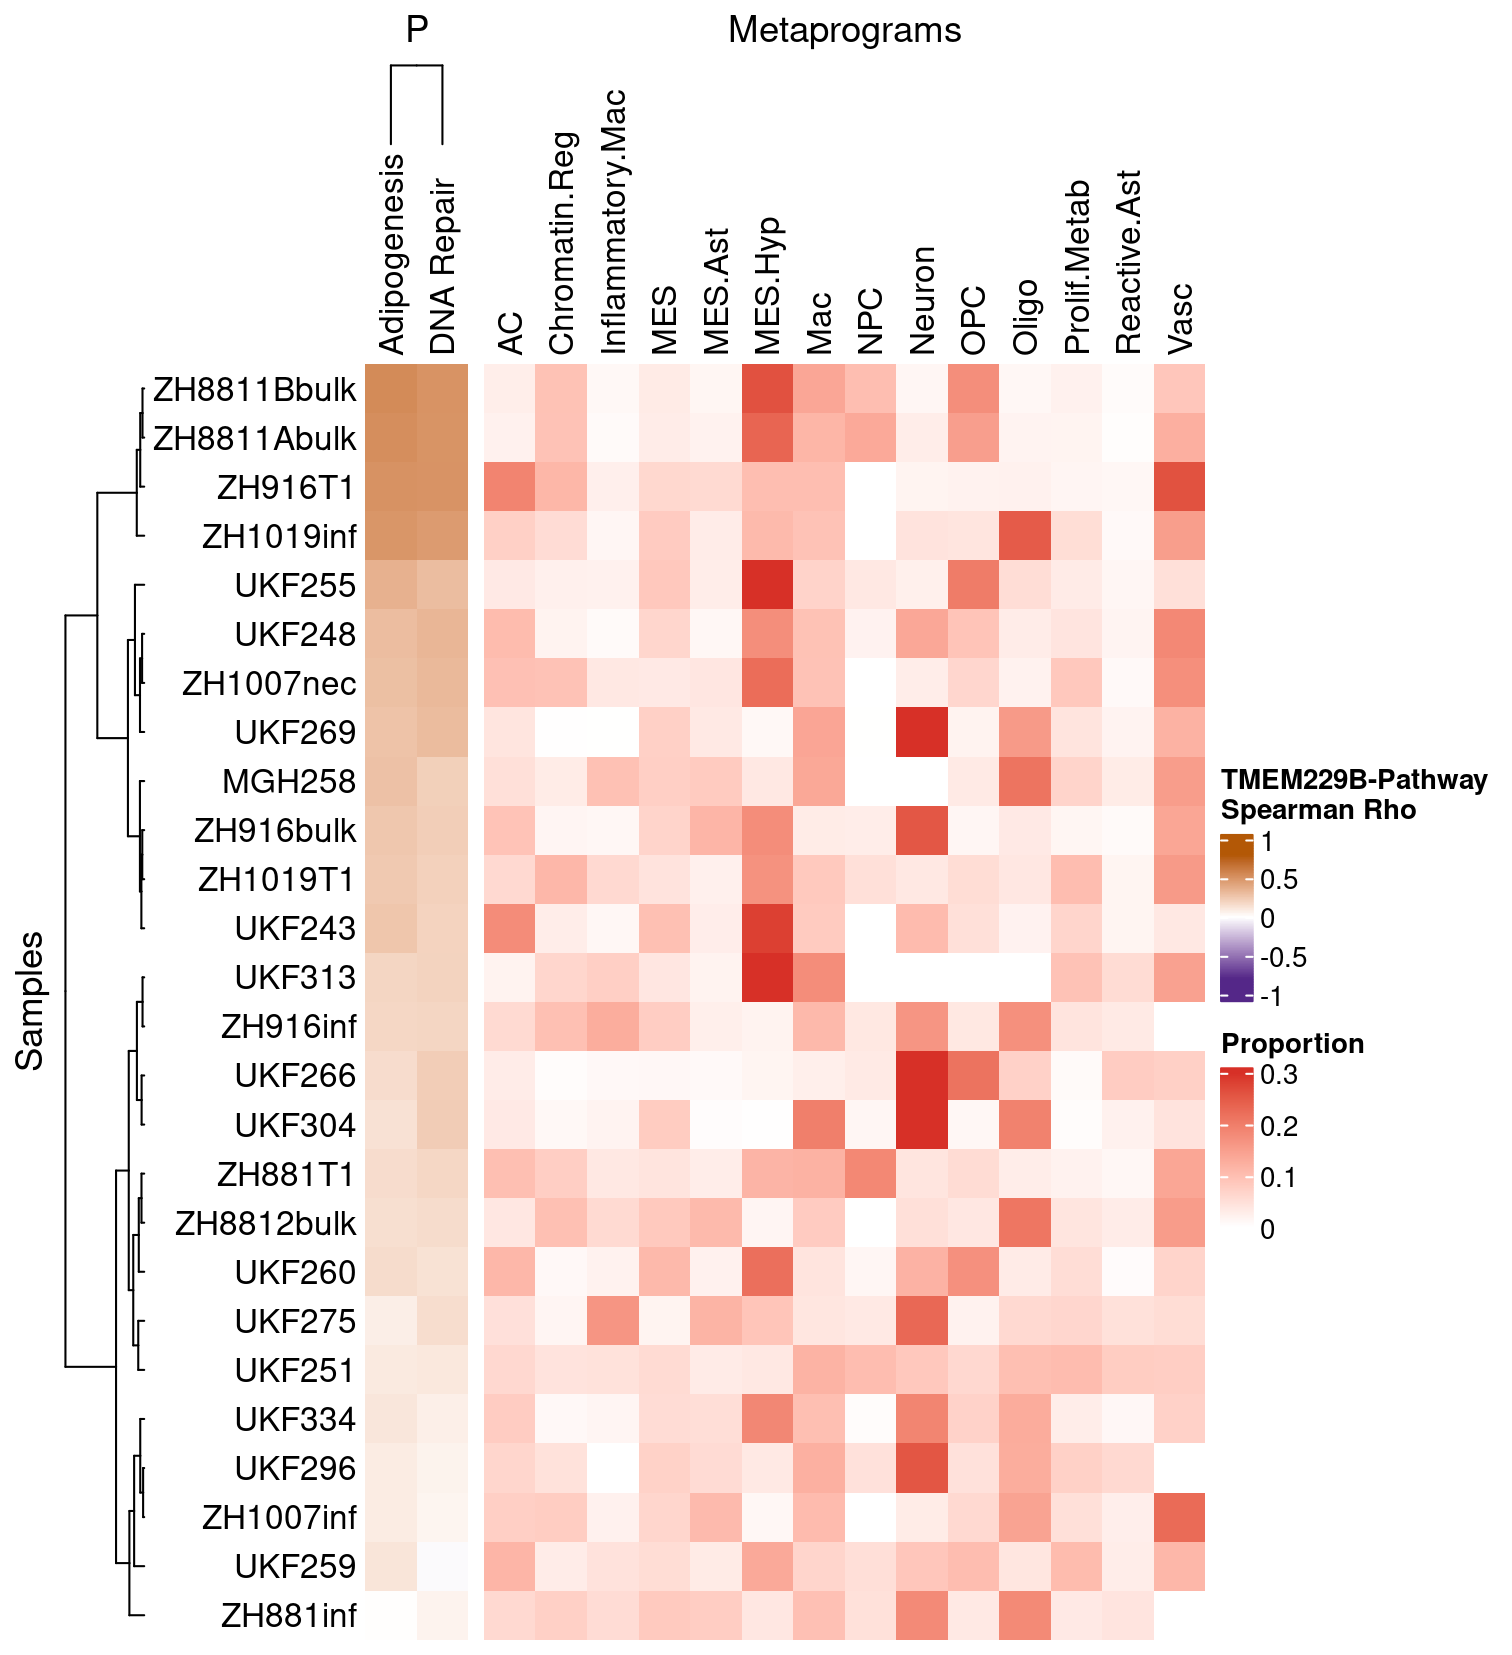 P
Metaprograms
Adipogenesis
DNA Repair
AC
Chromatin.Reg
Inflammatory.Mac
MES
MES.Ast
MES.Hyp
Mac
NPC
Neuron
OPC
Oligo
Prolif.Metab
Reactive.Ast
Vasc
Samples
ZH8811Bbulk
ZH8811Abulk
ZH916T1
ZH1019inf
UKF255
UKF248
ZH1007nec
UKF269
MGH258
ZH916bulk
ZH1019T1
UKF243
UKF313
ZH916inf
UKF266
UKF304
ZH881T1
ZH8812bulk
UKF260
UKF275
UKF251
UKF334
UKF296
ZH1007inf
UKF259
ZH881inf
TMEM229B-Pathway
Spearman Rho
1
0.5
0
-0.5
-1
Proportion
0.3
0.2
0.1
0